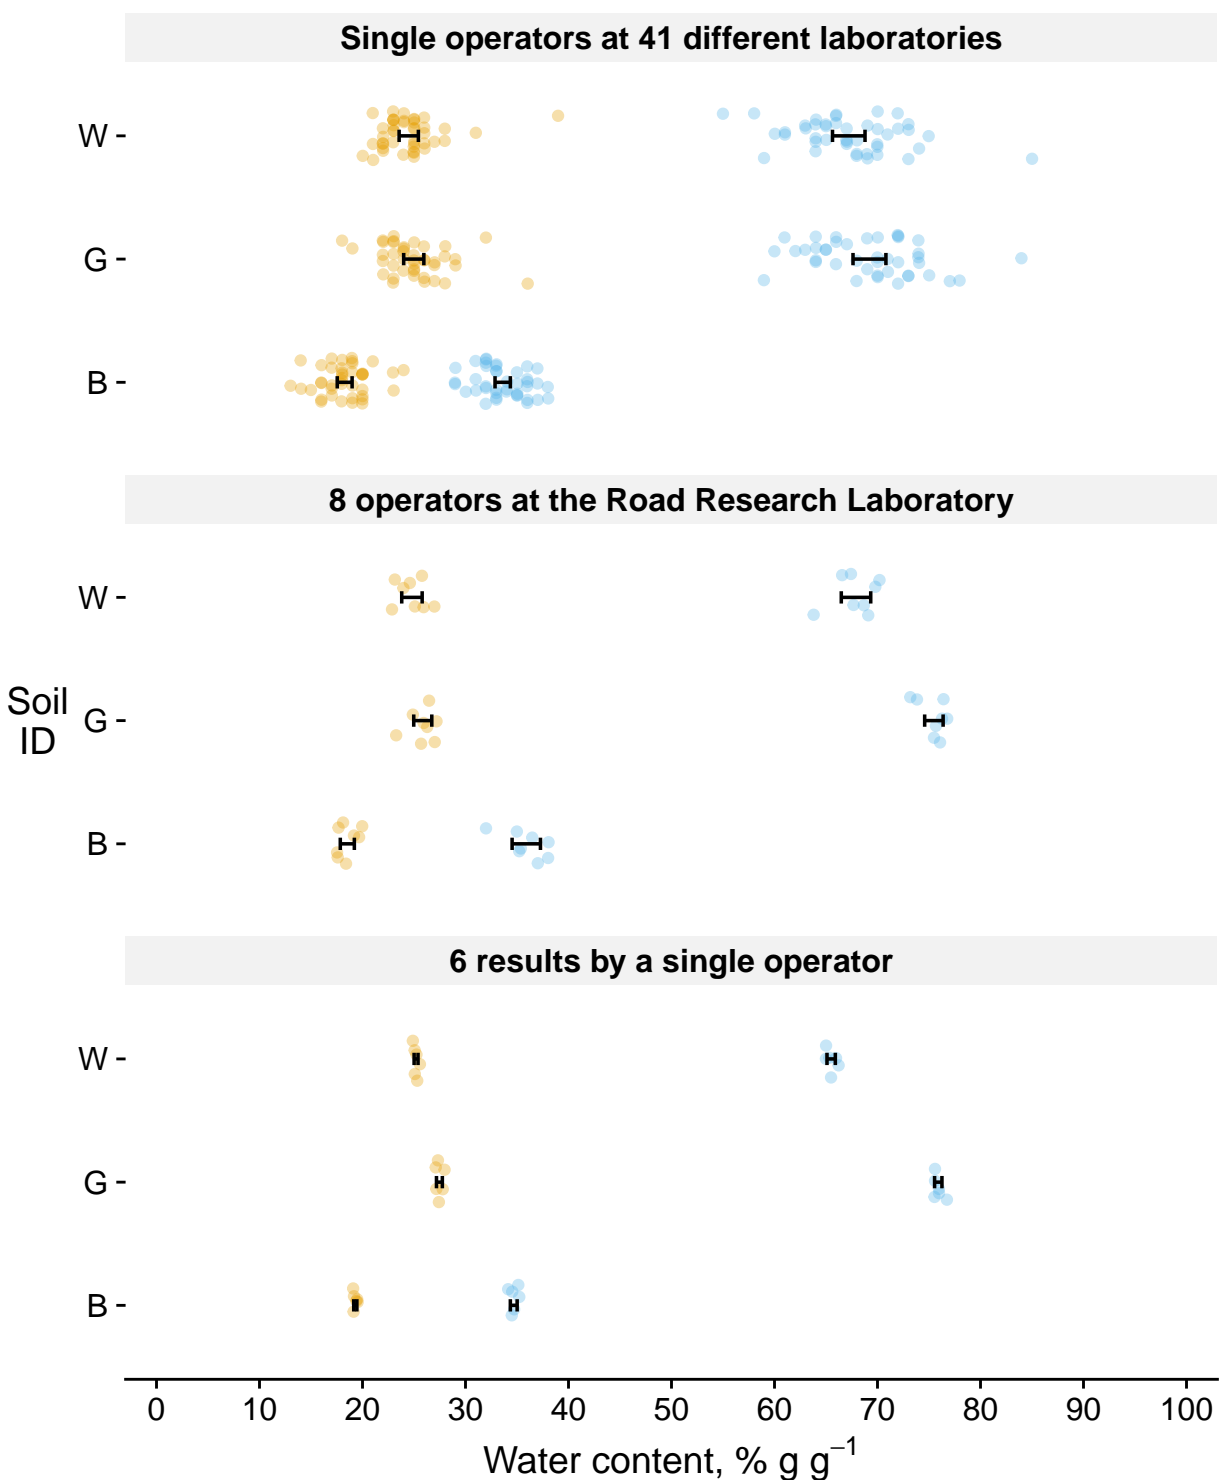 Single operators at 41 different laboratories
W
G
B
8 operators at the Road Research Laboratory
W
Soil
ID
G
B
6 results by a single operator
W
G
B
0 10 20 30 40 50 60 70 80 90 100
Water content, % g g⁻¹